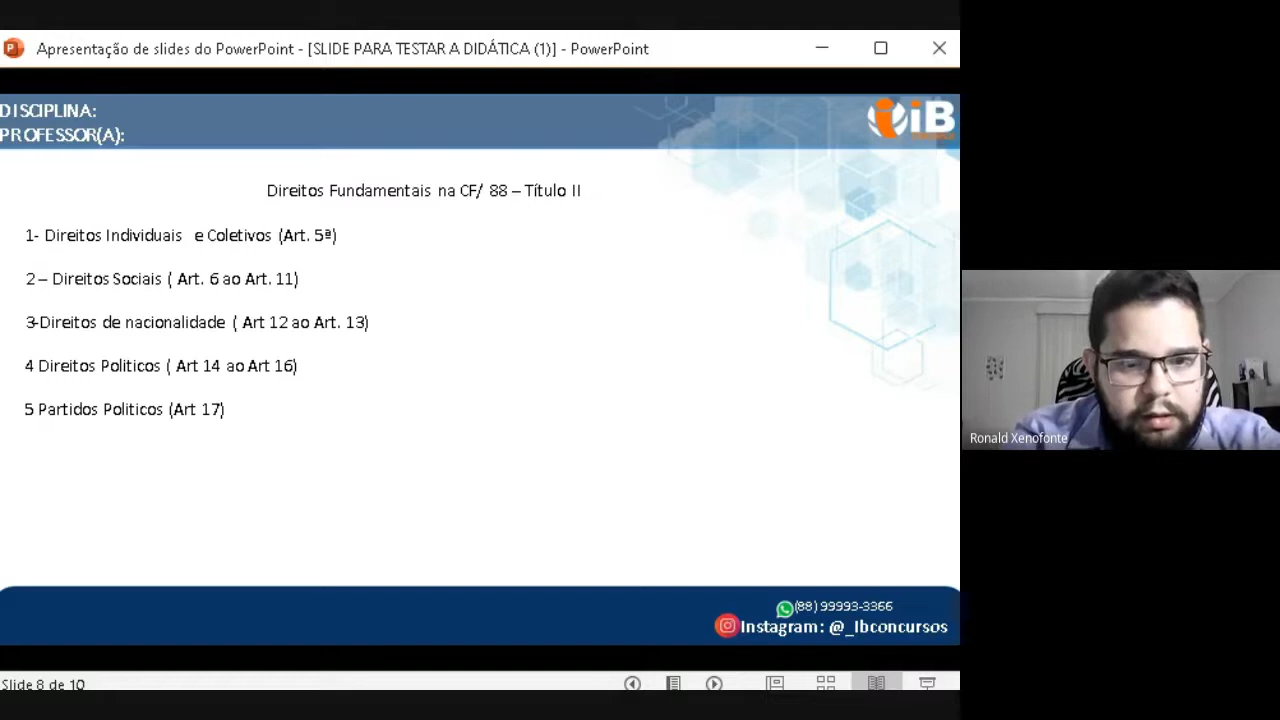 Apresentação de slides do PowerPoint - [SLIDE PARA TESTAR A DIDÁTICA (1)] - PowerPoint
DISCIPLINA:
PROFESSOR(A):
iB
Direitos Fundamentais na CF/ 88 – Título II
1- Direitos Individuais e Coletivos (Art. 5ª)
2 – Direitos Sociais ( Art. 6 ao Art. 11)
3-Direitos de nacionalidade ( Art 12 ao Art. 13)
4 Direitos Politicos ( Art 14 ao Art 16)
5 Partidos Politicos (Art 17)
Ronald Xenofonte
(88) 99993-3366
Instagram: @_Ibconcursos
Slide 8 de 10